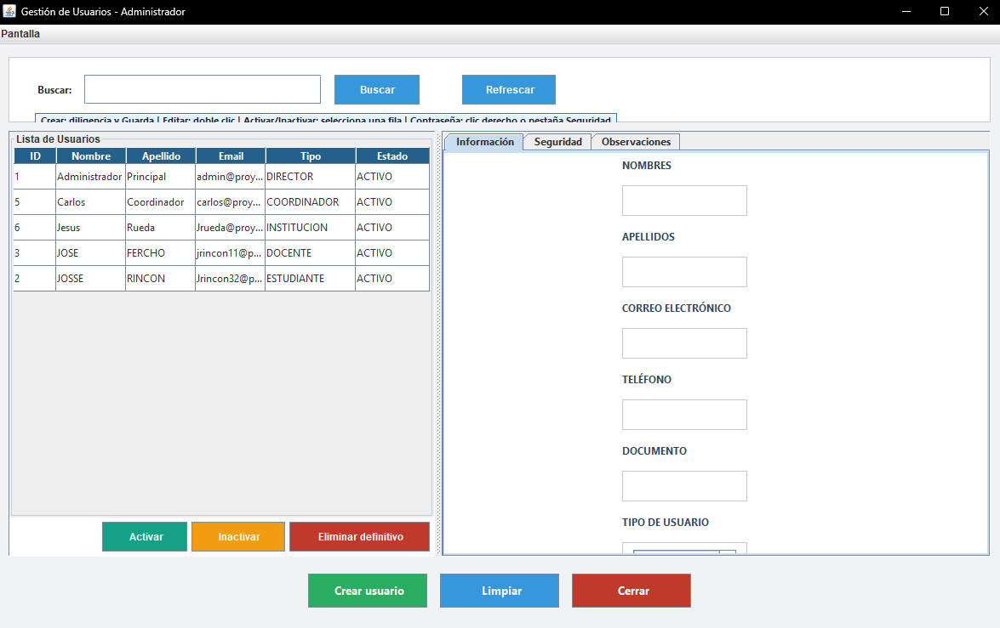 Gestión de Usuarios - Administrador
Pantalla
Buscar: Buscar Refrescar
Crear: diligencia y Guarda | Editar: doble clic | Activar/Inactivar: selecciona una fila | Contraseña: clic derecho o pestaña Seguridad
Lista de Usuarios
ID Nombre Apellido Email Tipo Estado
1 Administrador Principal admin@proy... DIRECTOR ACTIVO
5 Carlos Coordinador carlos@proy... COORDINADOR ACTIVO
6 Jesus Rueda Jrueda@proy... INSTITUCION ACTIVO
3 JOSE FERCHO jrincon11@p... DOCENTE ACTIVO
2 JOSSE RINCON Jrincon32@p... ESTUDIANTE ACTIVO
Activar Inactivar Eliminar definitivo
Información Seguridad Observaciones
NOMBRES
APELLIDOS
CORREO ELECTRÓNICO
TELÉFONO
DOCUMENTO
TIPO DE USUARIO
Crear usuario Limpiar Cerrar